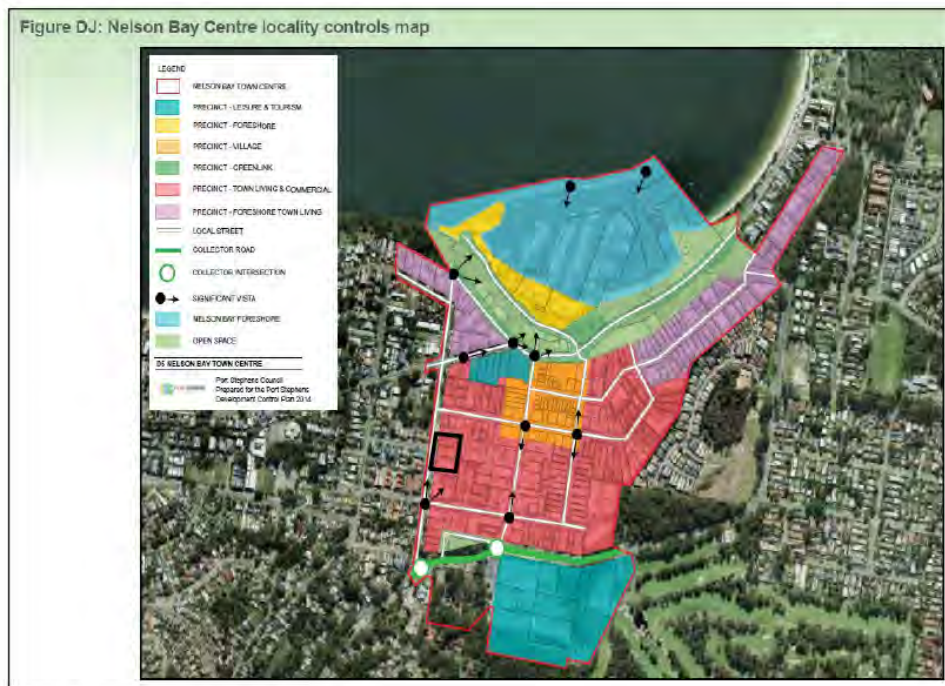 Figure DJ: Nelson Bay Centre locality controls map
LEGEND
NELSON BAY TOWN CENTRE
PRECINCT - LEISURE & TOURISM
PRECINCT - FORESHORE
PRECINCT - VILLAGE
PRECINCT - GREENLINK
PRECINCT - TOWN LIVING & COMMERCIAL
PRECINCT - FORESHORE TOWN LIVING
LOCAL STREET
COLLECTOR ROAD
COLLECTOR INTERSECTION
SIGNIFICANT VISTA
NELSON BAY FORESHORE
OPEN SPACE
D5 NELSON BAY TOWN CENTRE
Port Stephens Council
Prepared for the Port Stephens
Development Control Plan 2014